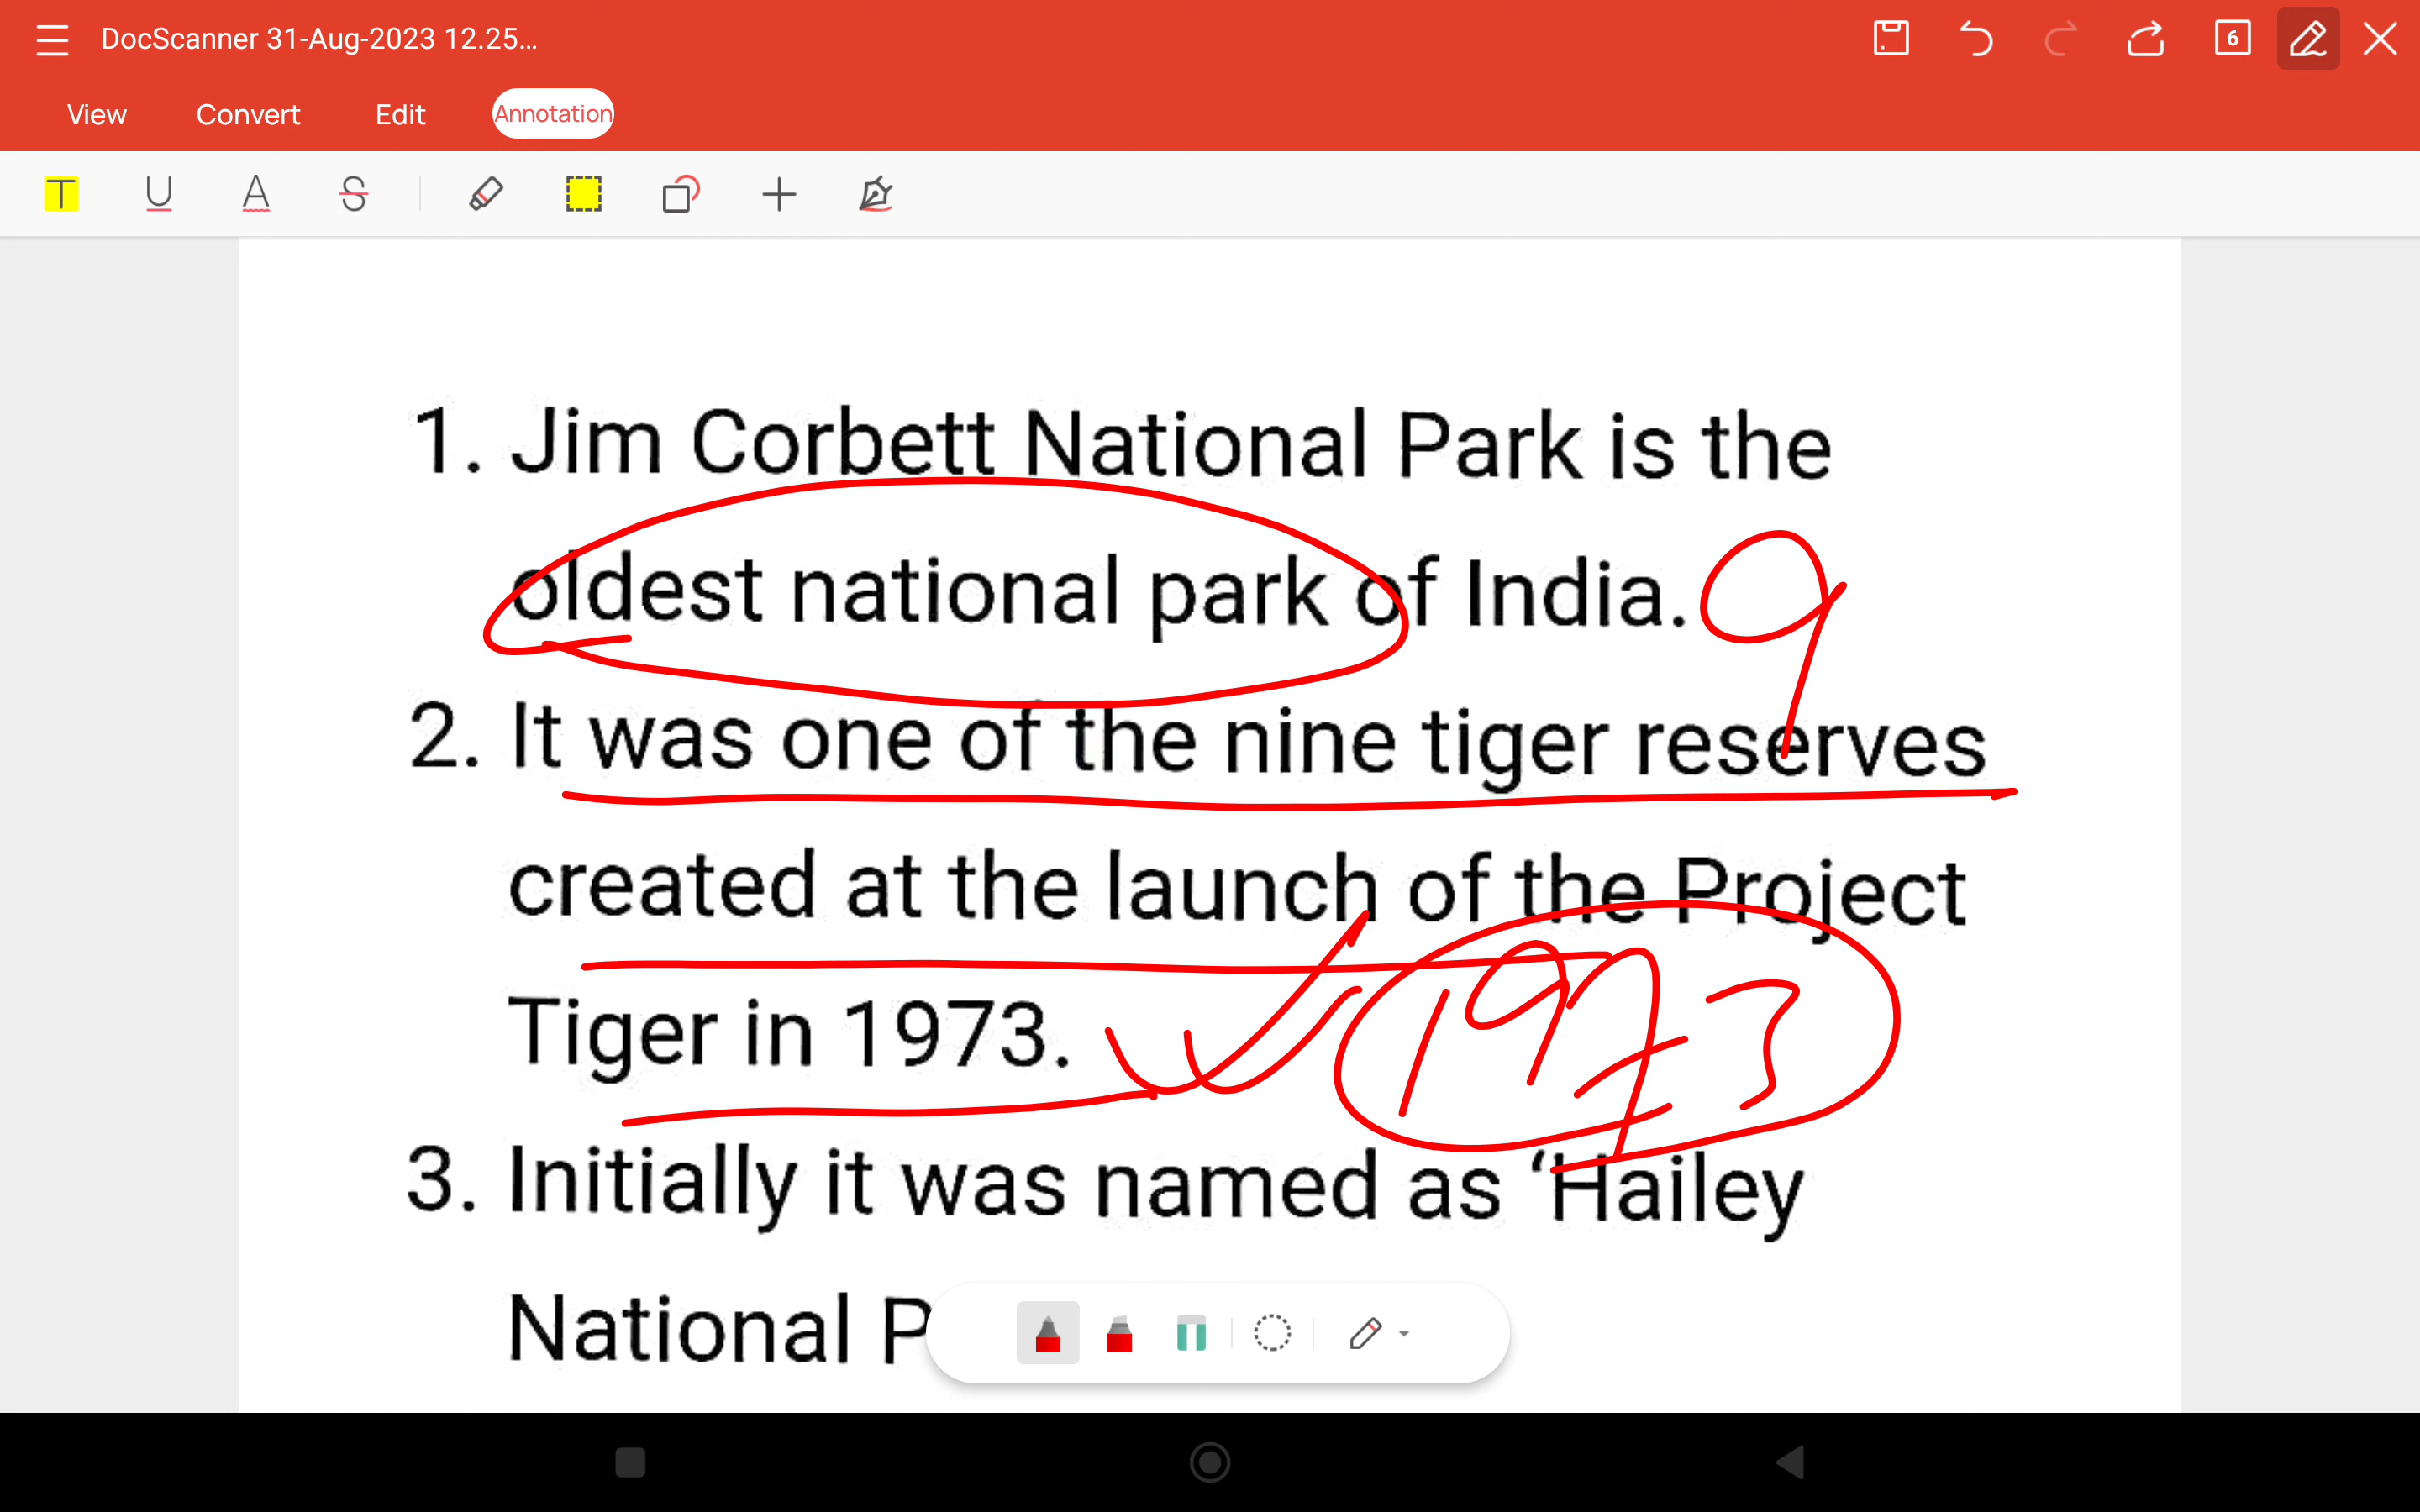 DocScanner 31-Aug-2023 12.25...
6
View Convert Edit Annotation
T U A S
1. Jim Corbett National Park is the
oldest national park of India. 9
2. It was one of the nine tiger reserves
created at the launch of the Project
Tiger in 1973. 1973
3. Initially it was named as ‘Hailey
National P